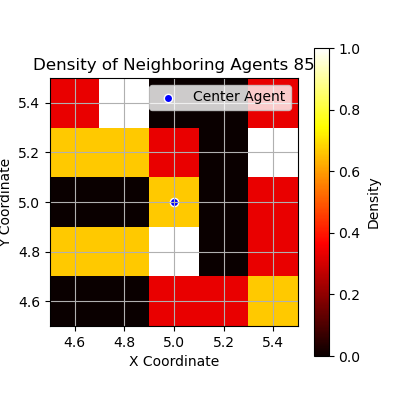 Density of Neighboring Agents 85
Center Agent
5.4
5.2
5.0
4.8
4.6
4.6 4.8 5.0 5.2 5.4
X Coordinate
Y Coordinate
1.0
0.8
0.6
0.4
0.2
0.0
Density